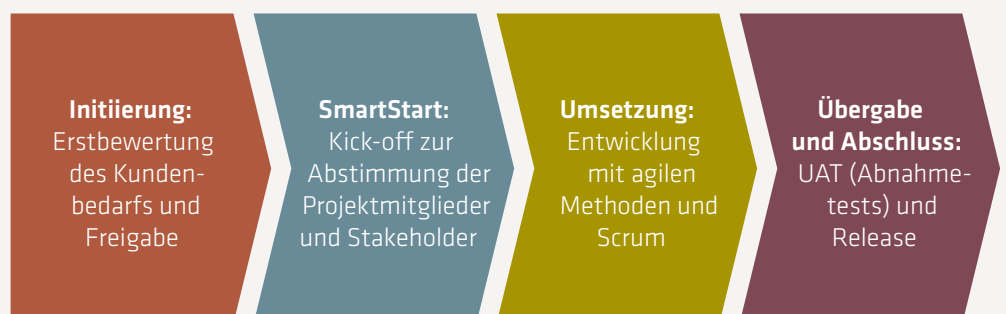 Initiierung:
Erstbewertung
des Kunden-
bedarfs und
Freigabe
SmartStart:
Kick-off zur
Abstimmung der
Projektmitglieder
und Stakeholder
Umsetzung:
Entwicklung
mit agilen
Methoden und
Scrum
Übergabe
und Abschluss:
UAT (Abnahme-
tests) und
Release